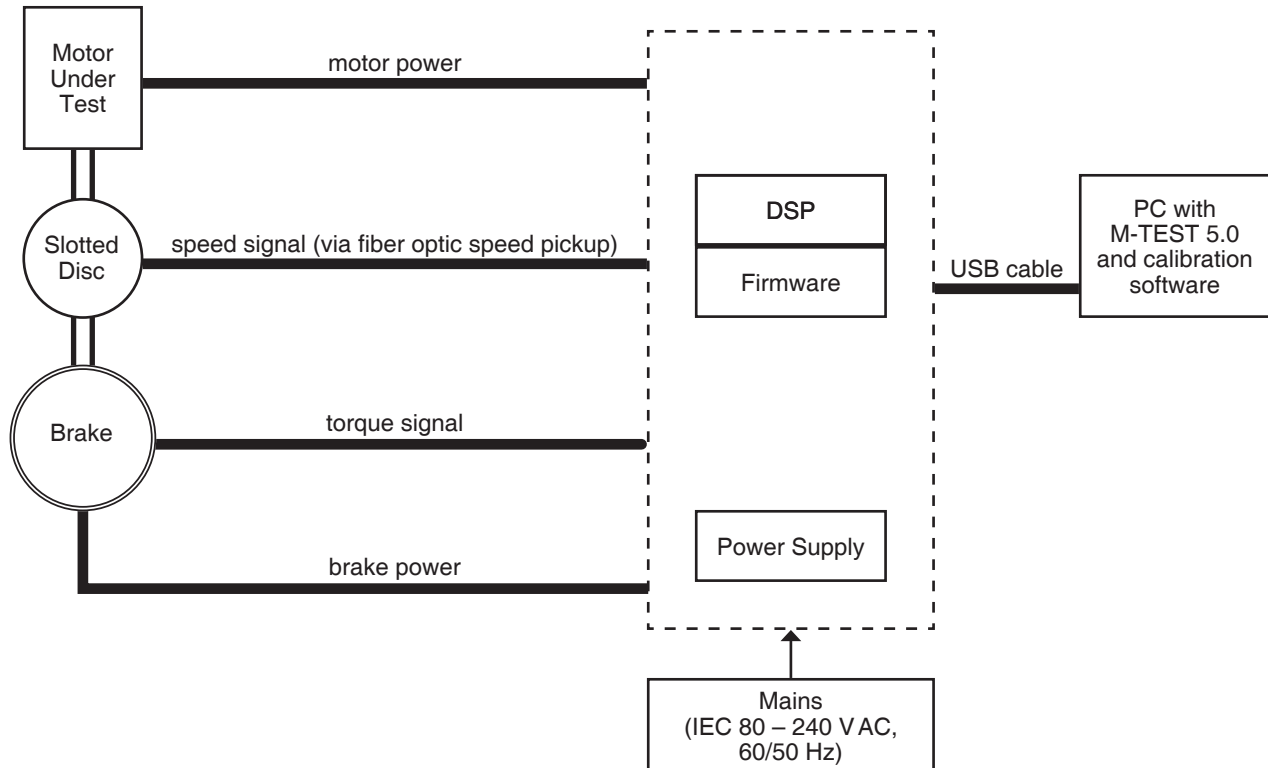 Motor
Under
Test
motor power
Slotted
Disc
speed signal (via fiber optic speed pickup)
DSP
Firmware
USB cable
PC with
M-TEST 5.0
and calibration
software
Brake
torque signal
Power Supply
brake power
Mains
(IEC 80 – 240 V AC,
60/50 Hz)